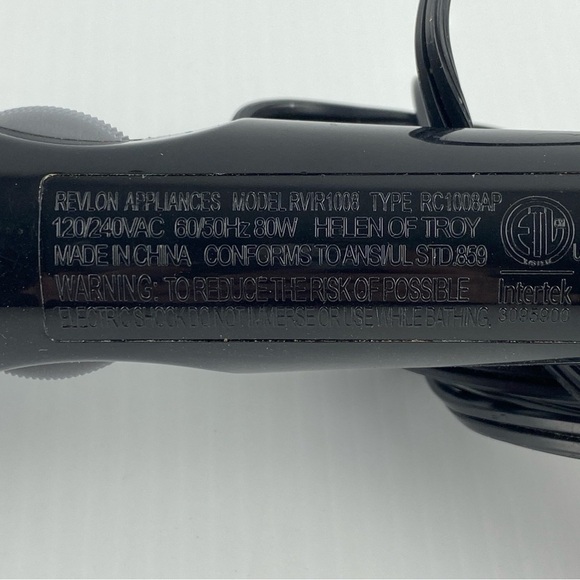 REVLON APPLIANCES MODEL RVIR1008 TYPE RC1008AP
120/240VAC 60/50Hz 80W HELEN OF TROY
MADE IN CHINA CONFORMS TO ANSI/UL STD.859
WARNING: TO REDUCE THE RISK OF POSSIBLE
ELECTRIC SHOCK DO NOT IMMERSE OR USE WHILE BATHING.
ETL
Intertek